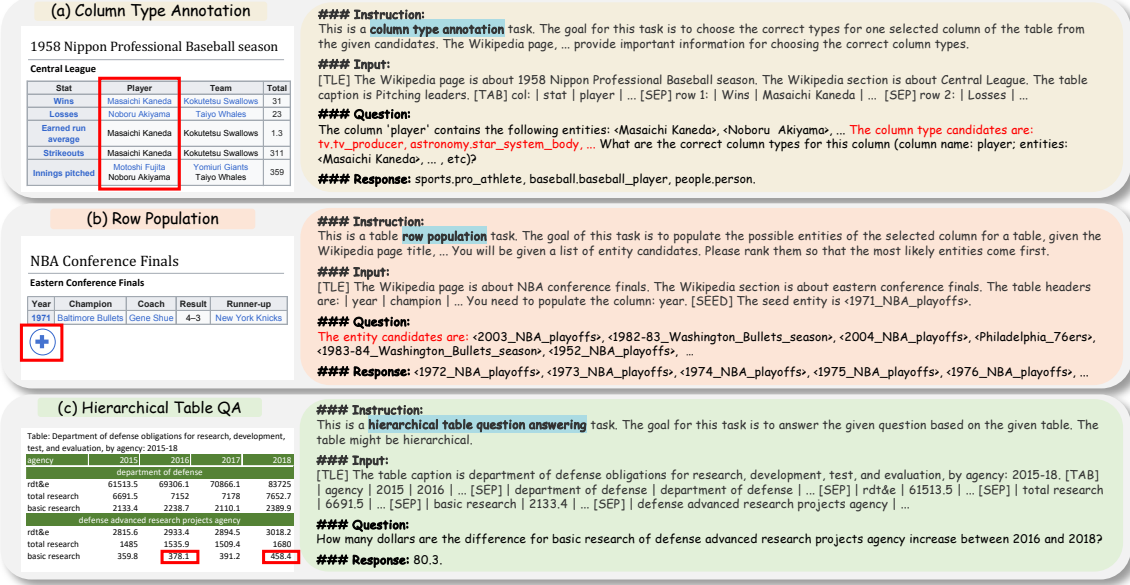 (a) Column Type Annotation
1958 Nippon Professional Baseball season
Central League
Stat Player Team Total
Wins Masaichi Kaneda Kokutetsu Swallows 31
Losses Noboru Akiyama Taiyo Whales 23
Earned run
average Masaichi Kaneda Kokutetsu Swallows 1.3
Strikeouts Masaichi Kaneda Kokutetsu Swallows 311
Innings pitched Motoshi Fujita Yomiuri Giants 359
Noboru Akiyama Taiyo Whales
### Instruction:
This is a column type annotation task. The goal for this task is to choose the correct types for one selected column of the table from
the given candidates. The Wikipedia page, ... provide important information for choosing the correct column types.
### Input:
[TLE] The Wikipedia page is about 1958 Nippon Professional Baseball season. The Wikipedia section is about Central League. The table
caption is Pitching leaders. [TAB] col: | stat | player | ... [SEP] row 1: | Wins | Masaichi Kaneda | ... [SEP] row 2: | Losses | ...
### Question:
The column 'player' contains the following entities: <Masaichi Kaneda>, <Noboru Akiyama>, ... The column type candidates are:
tv.tv_producer, astronomy.star_system_body, ... What are the correct column types for this column (column name: player; entities:
<Masaichi Kaneda>, ... , etc)?
### Response: sports.pro_athlete, baseball.baseball_player, people.person.
(b) Row Population
NBA Conference Finals
Eastern Conference Finals
Year Champion Coach Result Runner-up
1971 Baltimore Bullets Gene Shue 4–3 New York Knicks
### Instruction:
This is a table row population task. The goal of this task is to populate the possible entities of the selected column for a table, given the
Wikipedia page title, ... You will be given a list of entity candidates. Please rank them so that the most likely entities come first.
### Input:
[TLE] The Wikipedia page is about NBA conference finals. The Wikipedia section is about eastern conference finals. The table headers
are: | year | champion | ... You need to populate the column: year. [SEED] The seed entity is <1971_NBA_playoffs>.
### Question:
The entity candidates are: <2003_NBA_playoffs>, <1982-83_Washington_Bullets_season>, <2004_NBA_playoffs>, <Philadelphia_76ers>,
<1983-84_Washington_Bullets_season>, <1952_NBA_playoffs>, ...
### Response: <1972_NBA_playoffs>, <1973_NBA_playoffs>, <1974_NBA_playoffs>, <1975_NBA_playoffs>, <1976_NBA_playoffs>, ...
(c) Hierarchical Table QA
Table: Department of defense obligations for research, development,
test, and evaluation, by agency: 2015-18
agency 2015 2016 2017 2018
department of defense
rdt&e 61513.5 69306.1 70866.1 83725
total research 6691.5 7152 7178 7652.7
basic research 2133.4 2238.7 2110.1 2389.9
defense advanced research projects agency
rdt&e 2815.6 2933.4 2894.5 3018.2
total research 1485 1535.9 1509.4 1680
basic research 359.8 378.1 391.2 458.4
### Instruction:
This is a hierarchical table question answering task. The goal for this task is to answer the given question based on the given table. The
table might be hierarchical.
### Input:
[TLE] The table caption is department of defense obligations for research, development, test, and evaluation, by agency: 2015-18. [TAB]
| agency | 2015 | 2016 | ... [SEP] | department of defense | department of defense | ... [SEP] | rdt&e | 61513.5 | ... [SEP] | total research
| 6691.5 | ... [SEP] | basic research | 2133.4 | ... [SEP] | defense advanced research projects agency | ...
### Question:
How many dollars are the difference for basic research of defense advanced research projects agency increase between 2016 and 2018?
### Response: 80.3.